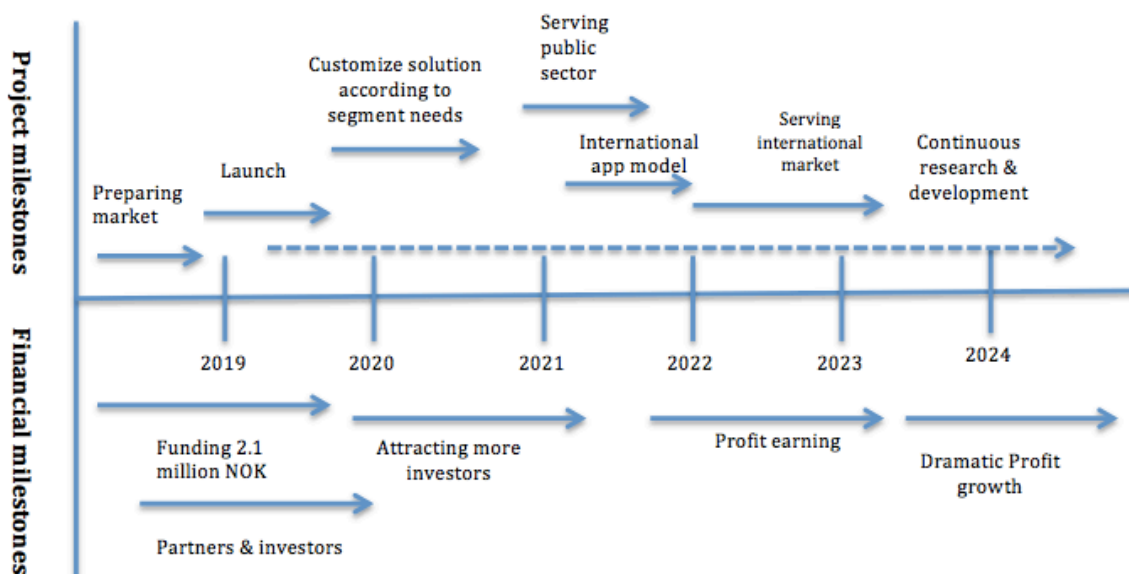 Project milestones
Serving
public
sector
Customize solution
according to
segment needs
Launch
Preparing
market
International
app model
Serving
international
market
Continuous
research &
development
2019
2020
2021
2022
2023
2024
Financial milestones
Funding 2.1
million NOK
Partners & investors
Attracting more
investors
Profit earning
Dramatic Profit
growth